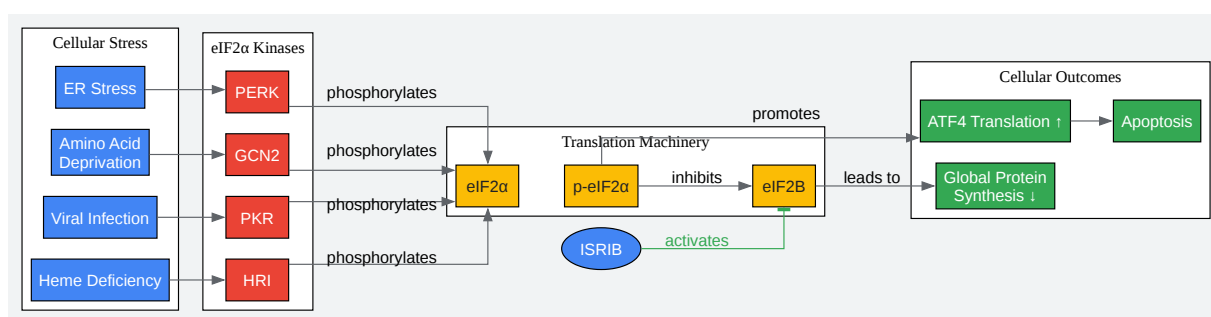 Cellular Stress
ER Stress
Amino Acid
Deprivation
Viral Infection
Heme Deficiency
eIF2α Kinases
PERK
GCN2
PKR
HRI
phosphorylates
phosphorylates
phosphorylates
phosphorylates
Translation Machinery
eIF2α
p-eIF2α
inhibits
eIF2B
ISRIB
activates
promotes
leads to
Cellular Outcomes
ATF4 Translation ↑
Apoptosis
Global Protein
Synthesis ↓